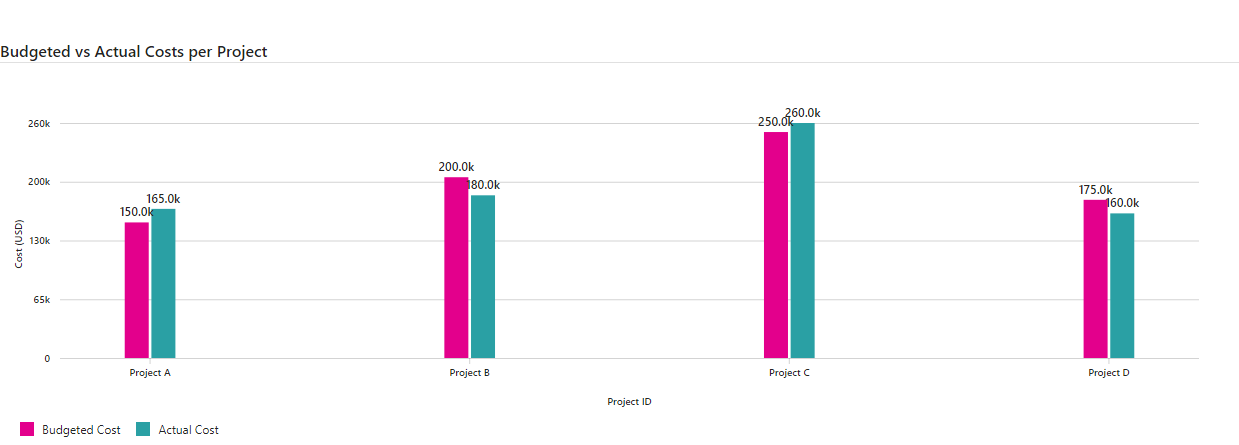 Budgeted vs Actual Costs per Project
260.0k
250.0k
260k
175.0k
200.0k
200k
180.0k
160.0k
165.0k
150.0k
130k
Cost (USD)
65k
0
Project A
Project B
Project C
Project D
Project ID
Budgeted Cost
Actual Cost